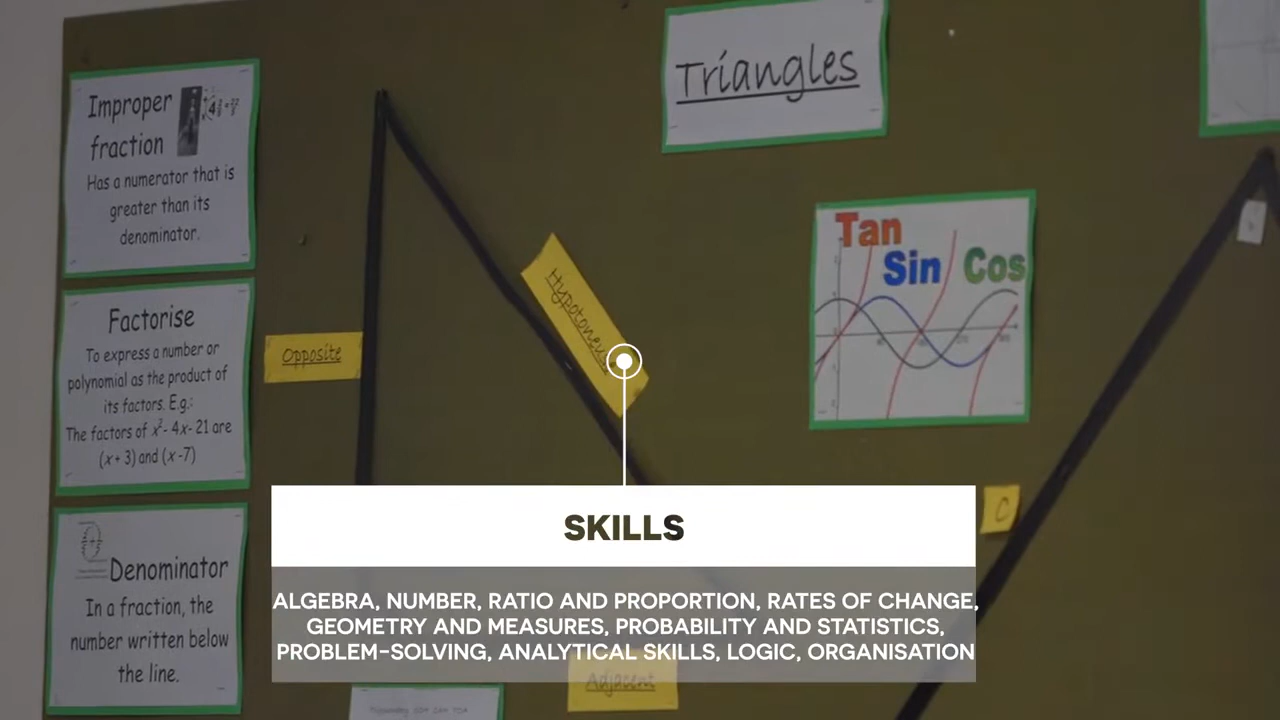 Triangles
Improper
fraction
Has a numerator that is
greater than its
denominator.
Tan
Sin Cos
Factorise
To express a number or
polynomial as the product of
its factors. E.g.:
The factors of x²- 4x- 21 are
(x+ 3) and (x-7)
Opposite
C
SKILLS
Denominator
In a fraction, the
number written below
the line.
ALGEBRA, NUMBER, RATIO AND PROPORTION, RATES OF CHANGE,
GEOMETRY AND MEASURES, PROBABILITY AND STATISTICS,
PROBLEM-SOLVING, ANALYTICAL SKILLS, LOGIC, ORGANISATION
Adjacent